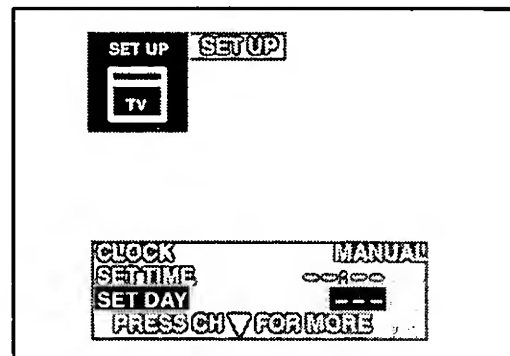 SET UP SET UP
TV
CLOCK MANUAL
SET TIME --:--
SET DAY ---
PRESS CH ▽ FOR MORE